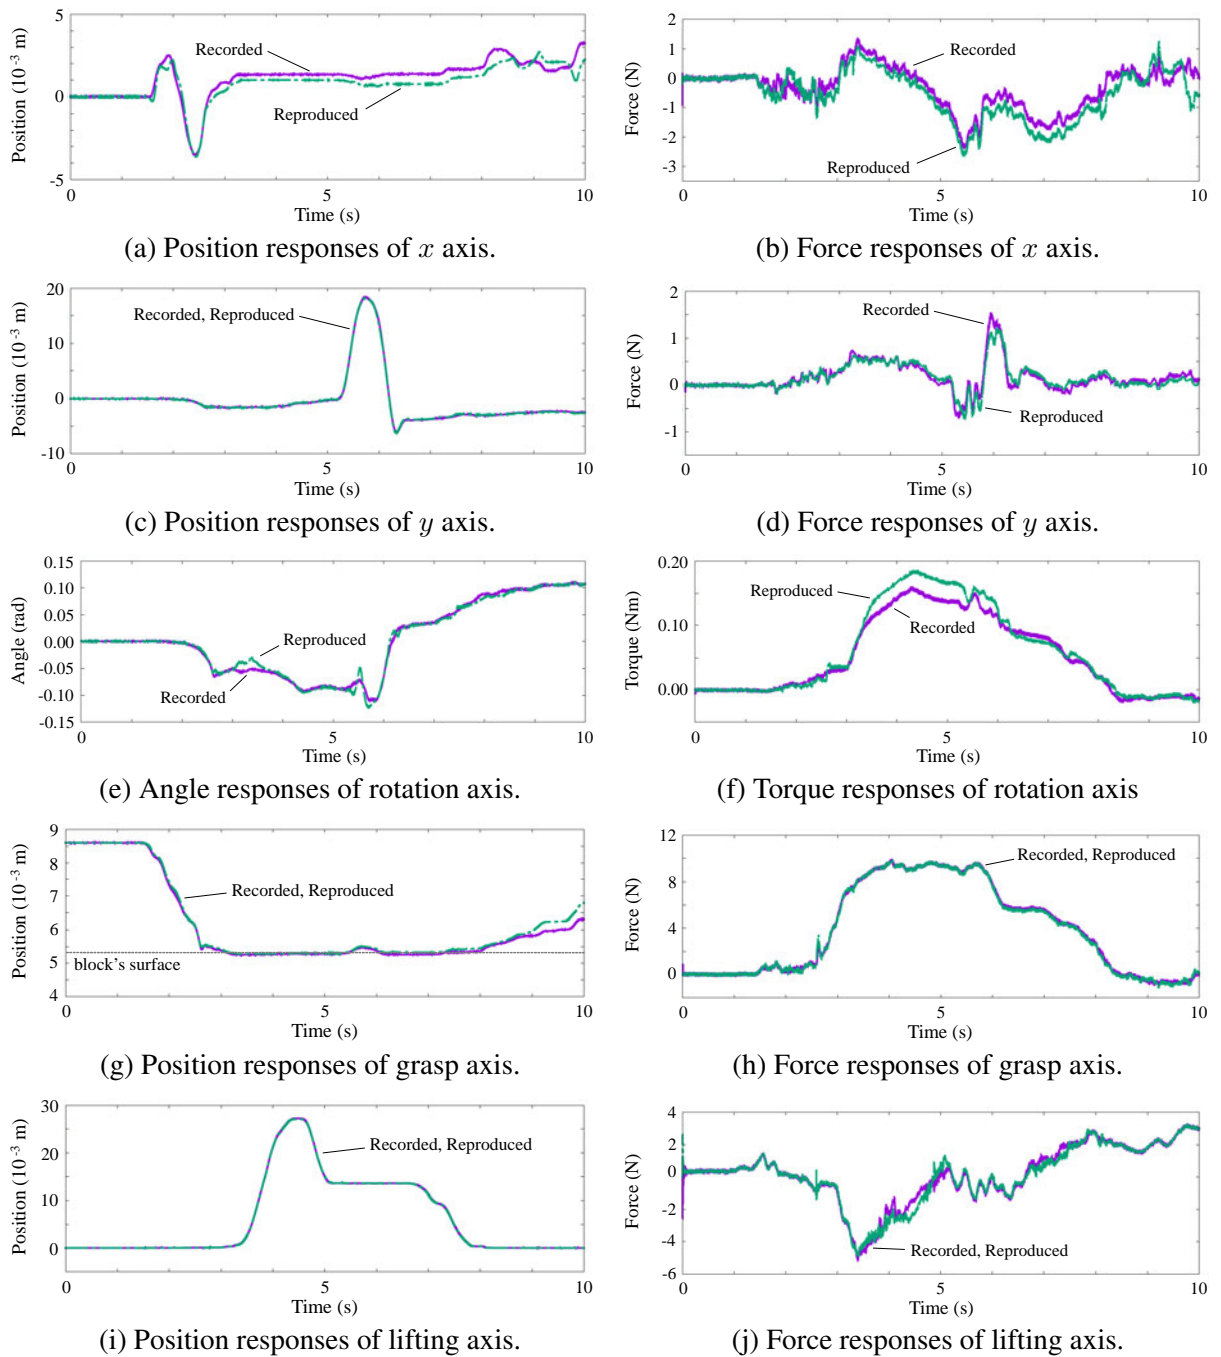 Position (10⁻³ m)
5
0
-5
Recorded
Reproduced
0
5
10
Time (s)
(a) Position responses of x axis.
Force (N)
2
1
0
-1
-2
-3
Recorded
Reproduced
0
5
10
Time (s)
(b) Force responses of x axis.
Position (10⁻³ m)
20
10
0
-10
Recorded, Reproduced
0
5
10
Time (s)
(c) Position responses of y axis.
Force (N)
2
1
0
-1
Recorded
Reproduced
0
5
10
Time (s)
(d) Force responses of y axis.
Angle (rad)
0.15
0.10
0.05
0.00
-0.05
-0.10
-0.15
Reproduced
Recorded
0
5
10
Time (s)
(e) Angle responses of rotation axis.
Torque (Nm)
0.20
0.10
0.00
Reproduced
Recorded
0
5
10
Time (s)
(f) Torque responses of rotation axis
Position (10⁻³ m)
9
8
7
6
5
4
Recorded, Reproduced
block's surface
0
5
10
Time (s)
(g) Position responses of grasp axis.
Force (N)
12
8
4
0
Recorded, Reproduced
0
5
10
Time (s)
(h) Force responses of grasp axis.
Position (10⁻³ m)
30
20
10
0
Recorded, Reproduced
0
5
10
Time (s)
(i) Position responses of lifting axis.
Force (N)
4
2
0
-2
-4
-6
Recorded, Reproduced
0
5
10
Time (s)
(j) Force responses of lifting axis.